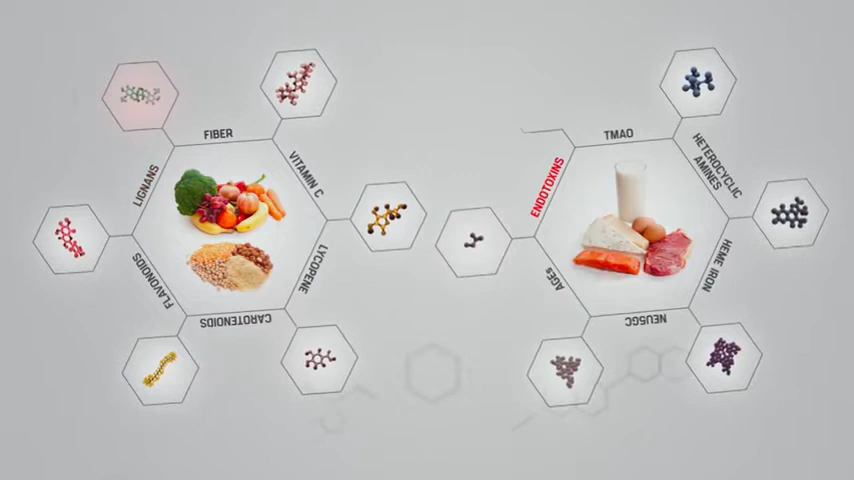 FIBER
VITAMIN C
LYCOPENE
CAROTENOIDS
FLAVONOIDS
LIGNANS
TMAO
HETEROCYCLIC
AMINES
HEME IRON
NEU5GC
AGEs
ENDOTOXINS